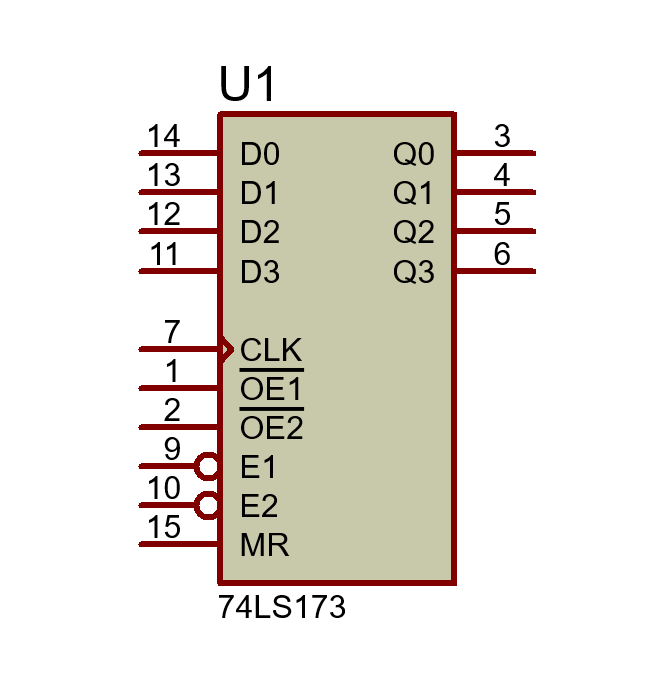 U1
14 D0 Q0 3
13 D1 Q1 4
12 D2 Q2 5
11 D3 Q3 6
7 CLK
1 OE1
2 OE2
9 E1
10 E2
15 MR
74LS173